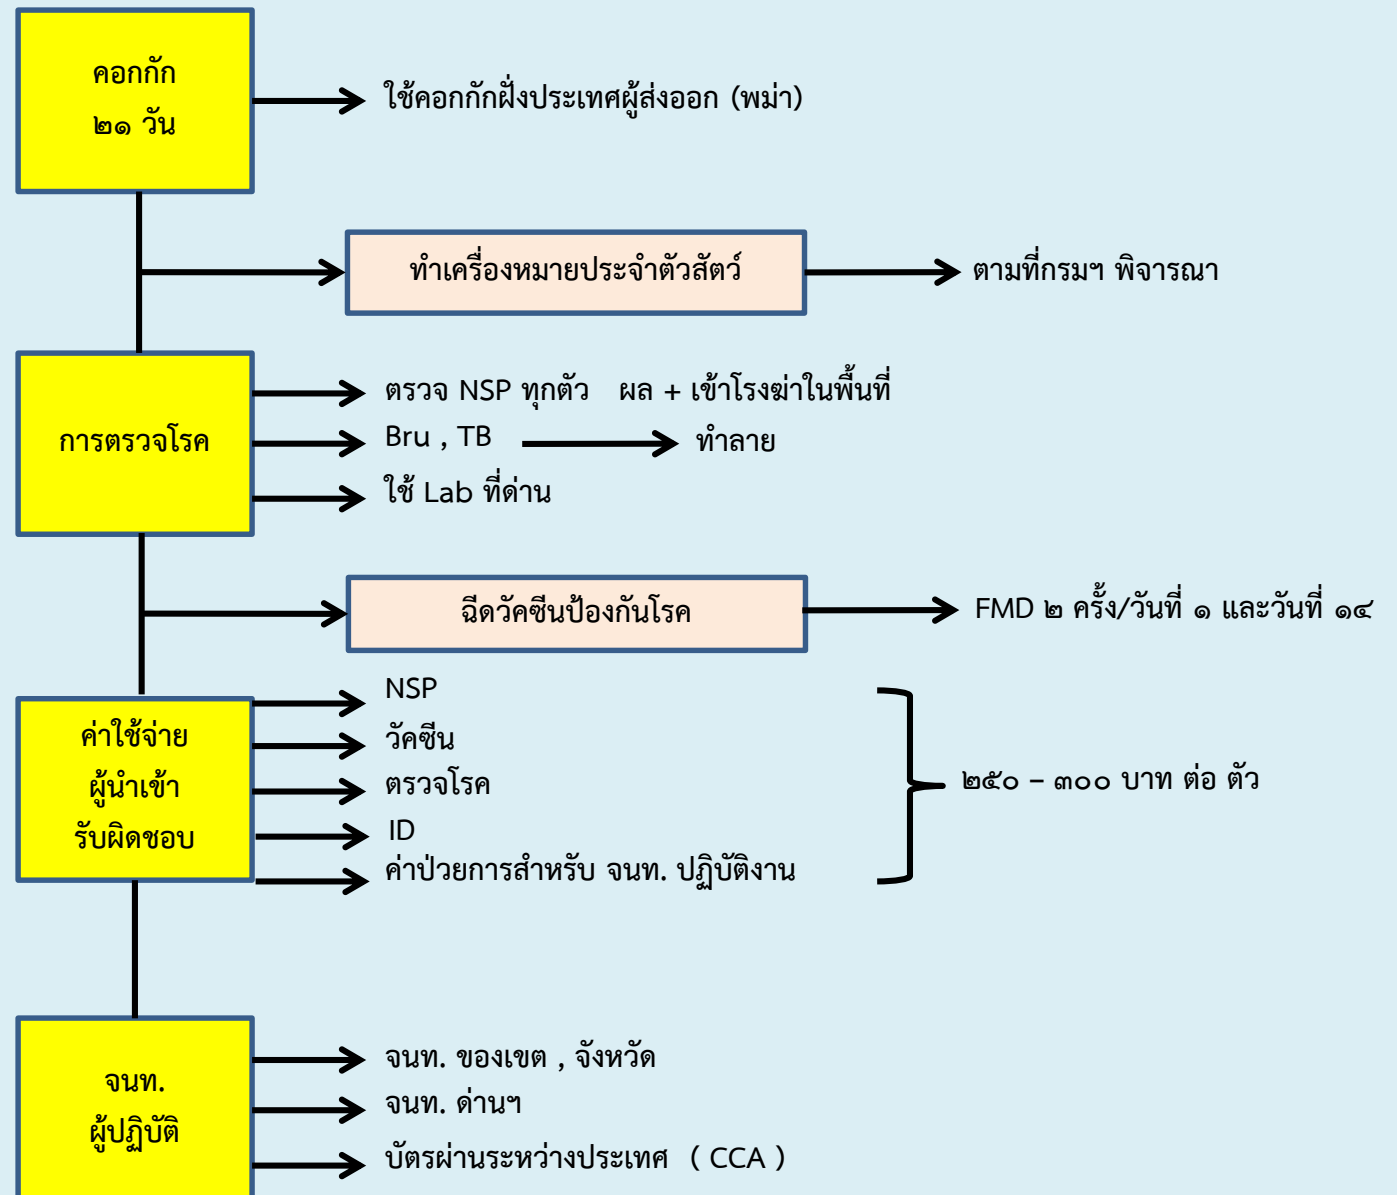 คอกกัก
๒๑ วัน
ใช้คอกกักฝั่งประเทศผู้ส่งออก (พม่า)
ทำเครื่องหมายประจำตัวสัตว์
ตามที่กรมฯ พิจารณา
การตรวจโรค
ตรวจ NSP ทุกตัว ผล + เข้าโรงฆ่าในพื้นที่
Bru , TB ทำลาย
ใช้ Lab ที่ด่าน
ฉีดวัคซีนป้องกันโรค
FMD ๒ ครั้ง/วันที่ ๑ และวันที่ ๑๔
ค่าใช้จ่าย
ผู้นำเข้า
รับผิดชอบ
NSP
วัคซีน
ตรวจโรค
ID
ค่าป่วยการสำหรับ จนท. ปฏิบัติงาน
๒๕๐ – ๓๐๐ บาท ต่อ ตัว
จนท.
ผู้ปฏิบัติ
จนท. ของเขต , จังหวัด
จนท. ด่านฯ
บัตรผ่านระหว่างประเทศ ( CCA )